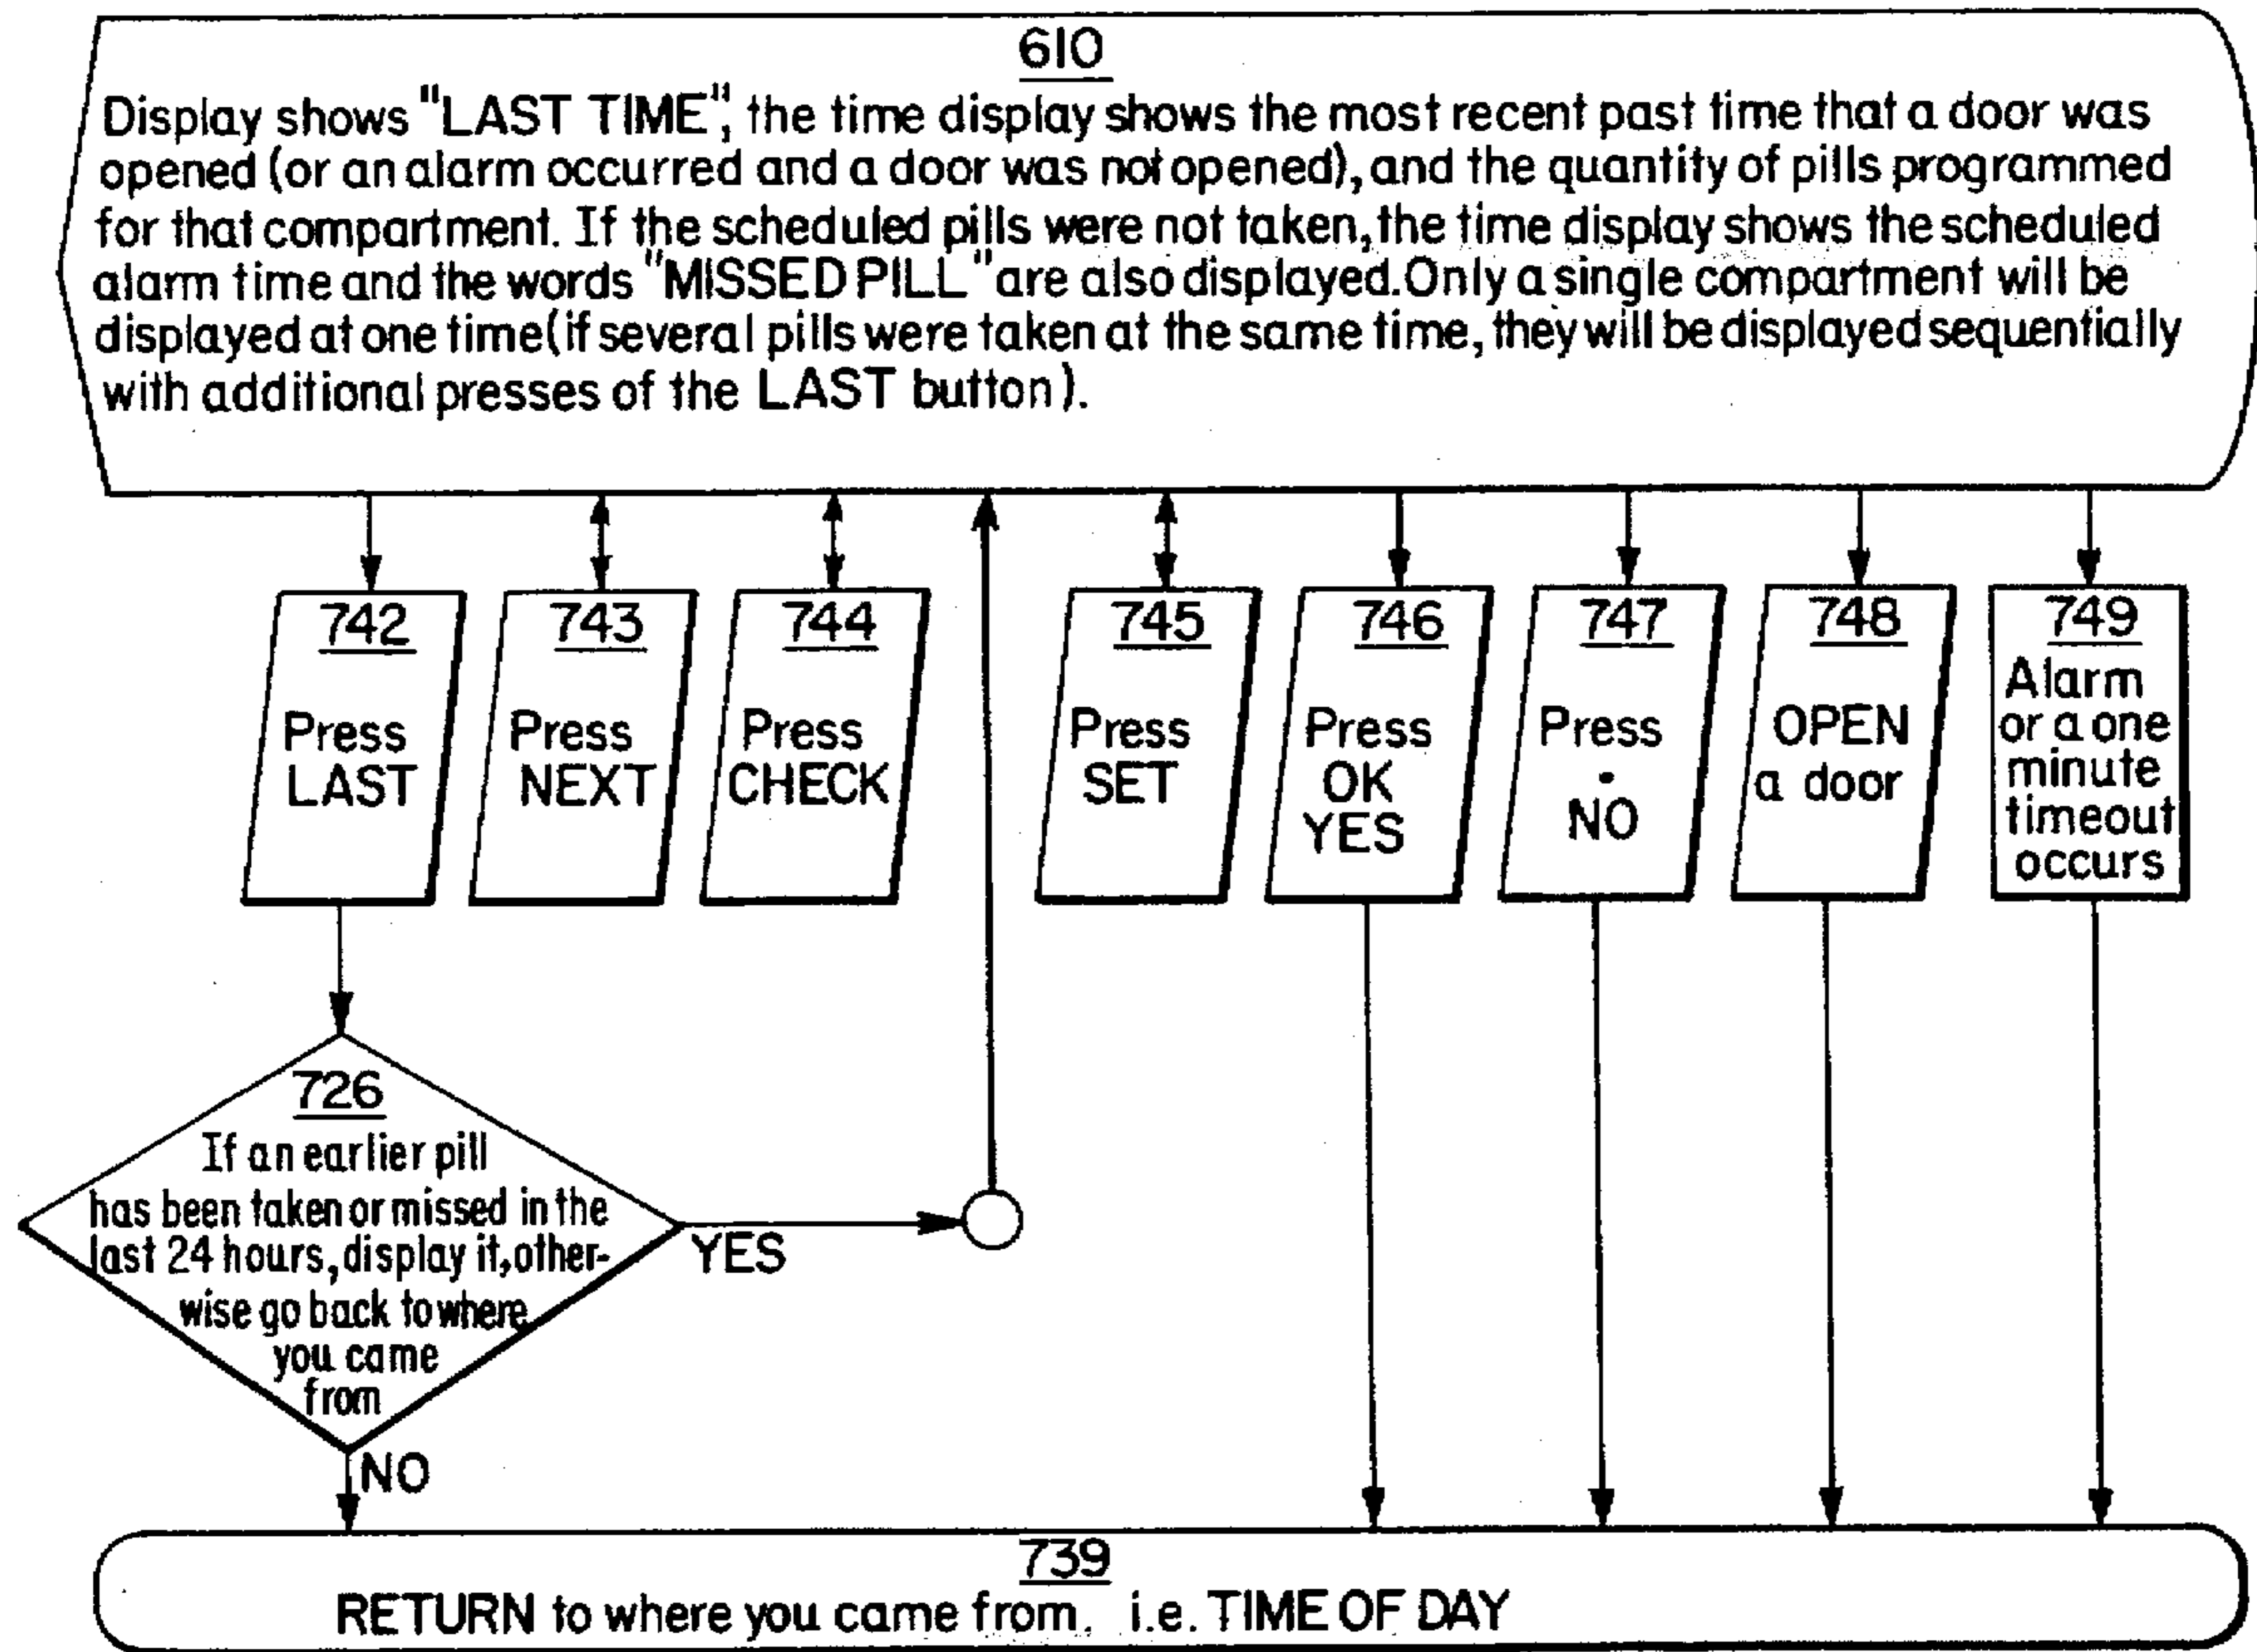 610
Display shows "LAST TIME", the time display shows the most recent past time that a door was
opened (or an alarm occurred and a door was not opened), and the quantity of pills programmed
for that compartment. If the scheduled pills were not taken, the time display shows the scheduled
alarm time and the words "MISSED PILL" are also displayed. Only a single compartment will be
displayed at one time (if several pills were taken at the same time, they will be displayed sequentially
with additional presses of the LAST button).
742
Press
LAST
743
Press
NEXT
744
Press
CHECK
745
Press
SET
746
Press
OK
YES
747
Press
•
NO
748
OPEN
a door
749
Alarm
or a one
minute
timeout
occurs
726
If an earlier pill
has been taken or missed in the
last 24 hours, display it, other-
wise go back to where
you came
from
YES
NO
739
RETURN to where you came from. i.e. TIME OF DAY